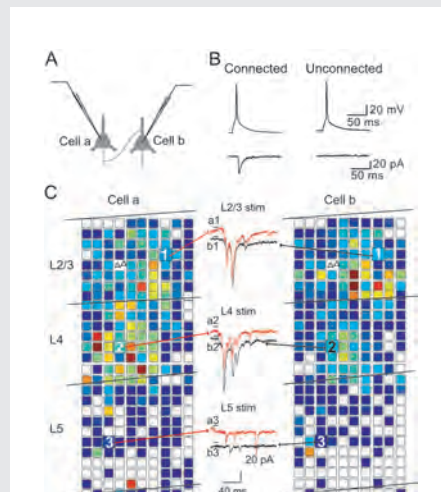 A
B
Connected
Unconnected
Cell a
Cell b
20 mV
50 ms
20 pA
50 ms
C
Cell a
Cell b
L2/3 stim
a1
b1
1
1
L2/3
L4 stim
a2
b2
2
2
L4
L5 stim
a3
b3
3
3
L5
20 pA
40 ms